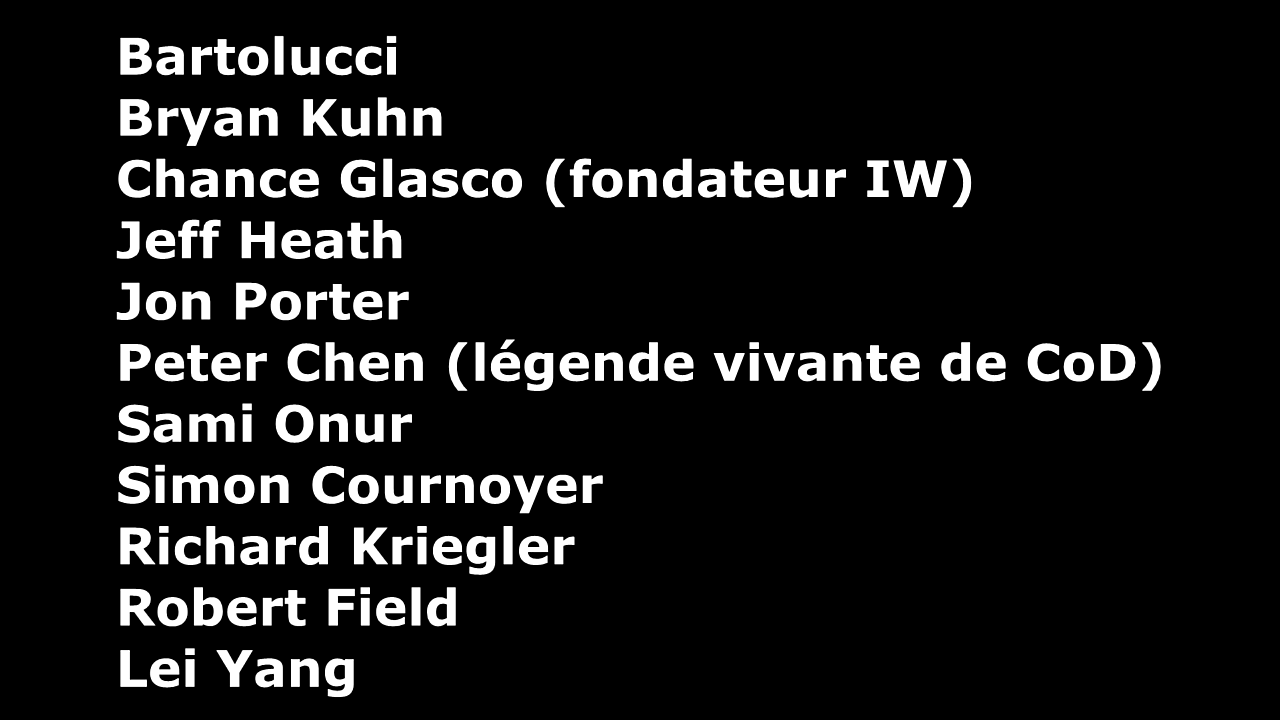 Bartolucci
Bryan Kuhn
Chance Glasco (fondateur IW)
Jeff Heath
Jon Porter
Peter Chen (légende vivante de CoD)
Sami Onur
Simon Cournoyer
Richard Kriegler
Robert Field
Lei Yang